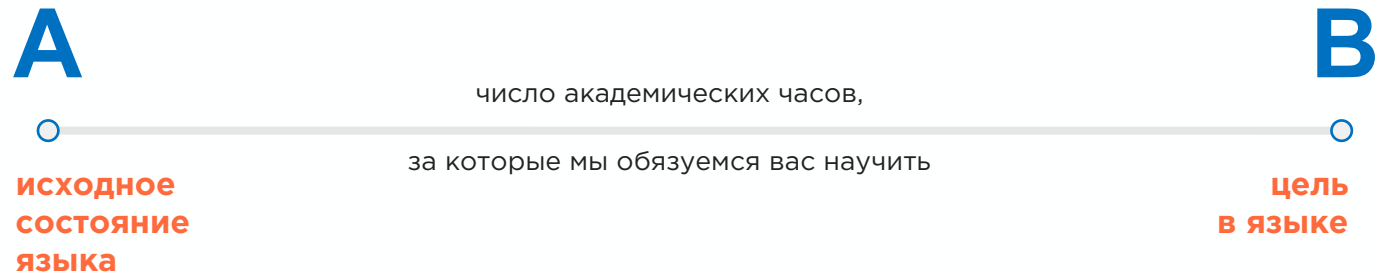 A
B
число академических часов,
за которые мы обязуемся вас научить
исходное
состояние
языка
цель
в языке